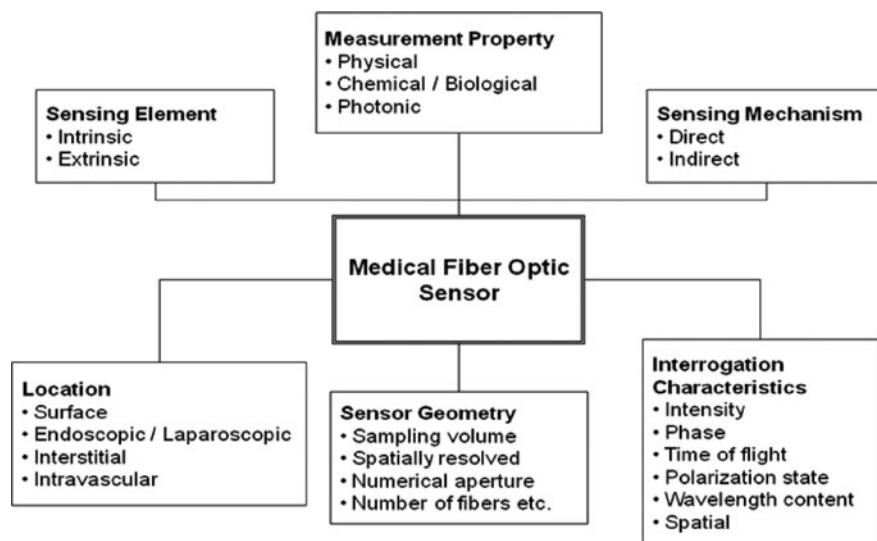 Measurement Property
• Physical
• Chemical / Biological
• Photonic
Sensing Element
• Intrinsic
• Extrinsic
Sensing Mechanism
• Direct
• Indirect
Medical Fiber Optic
Sensor
Location
• Surface
• Endoscopic / Laparoscopic
• Interstitial
• Intravascular
Sensor Geometry
• Sampling volume
• Spatially resolved
• Numerical aperture
• Number of fibers etc.
Interrogation
Characteristics
• Intensity
• Phase
• Time of flight
• Polarization state
• Wavelength content
• Spatial